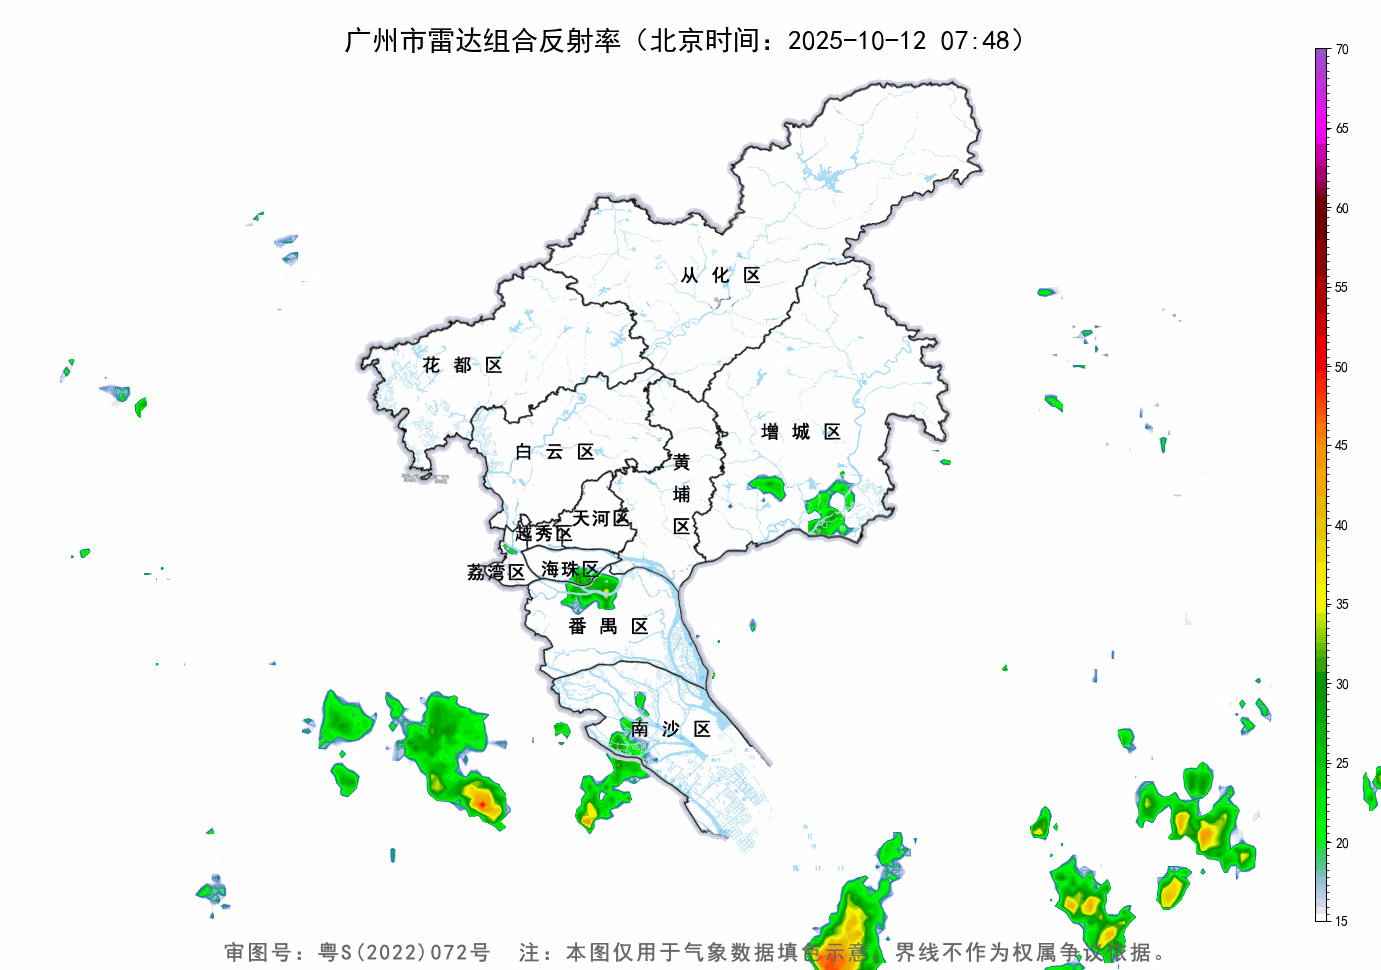 广州市雷达组合反射率（北京时间：2025-10-12 07:48）
70
65
60
55
50
45
40
35
30
25
20
15
从化区
花都区
增城区
白云区
黄埔区
天河区
越秀区
海珠区
荔湾区
番禺区
南沙区
审图号：粤S(2022)072号 注：本图仅用于气象数据填色示意，界线不作为权属争议依据。